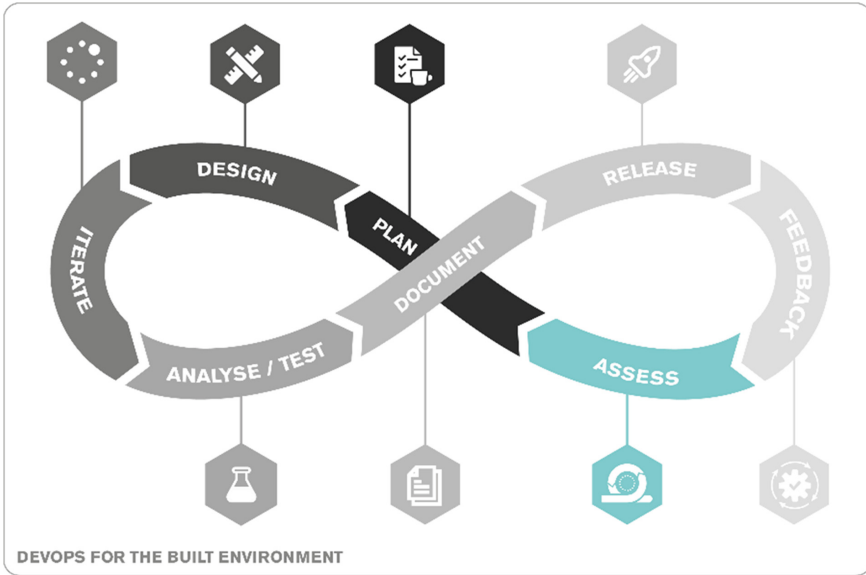 DESIGN
PLAN
RELEASE
ITERATE
DOCUMENT
FEEDBACK
ANALYSE / TEST
ASSESS
DEVOPS FOR THE BUILT ENVIRONMENT